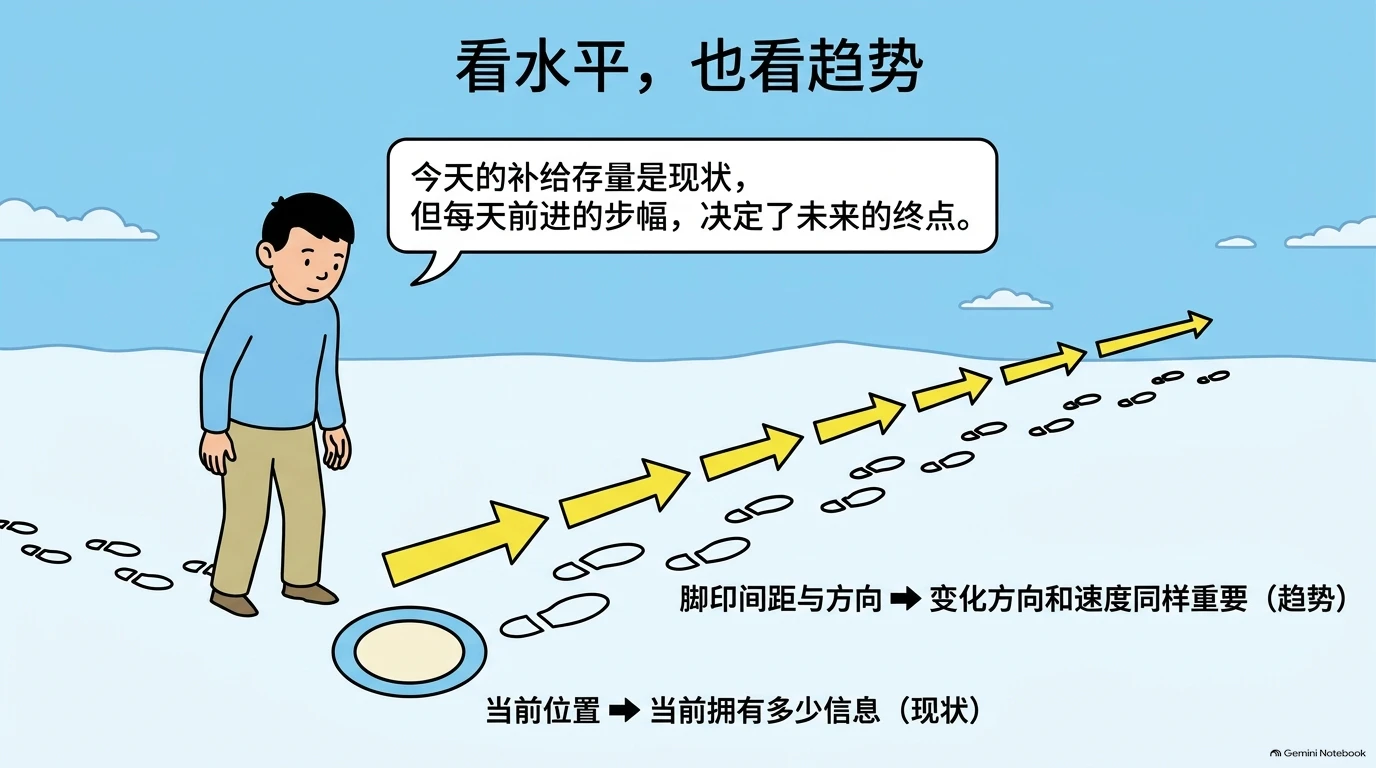 看水平，也看趋势
今天的补给存量是现状，
但每天前进的步幅，决定了未来的终点。
脚印间距与方向 ➡ 变化方向和速度同样重要（趋势）
当前位置 ➡ 当前拥有多少信息（现状）
Gemini Notebook